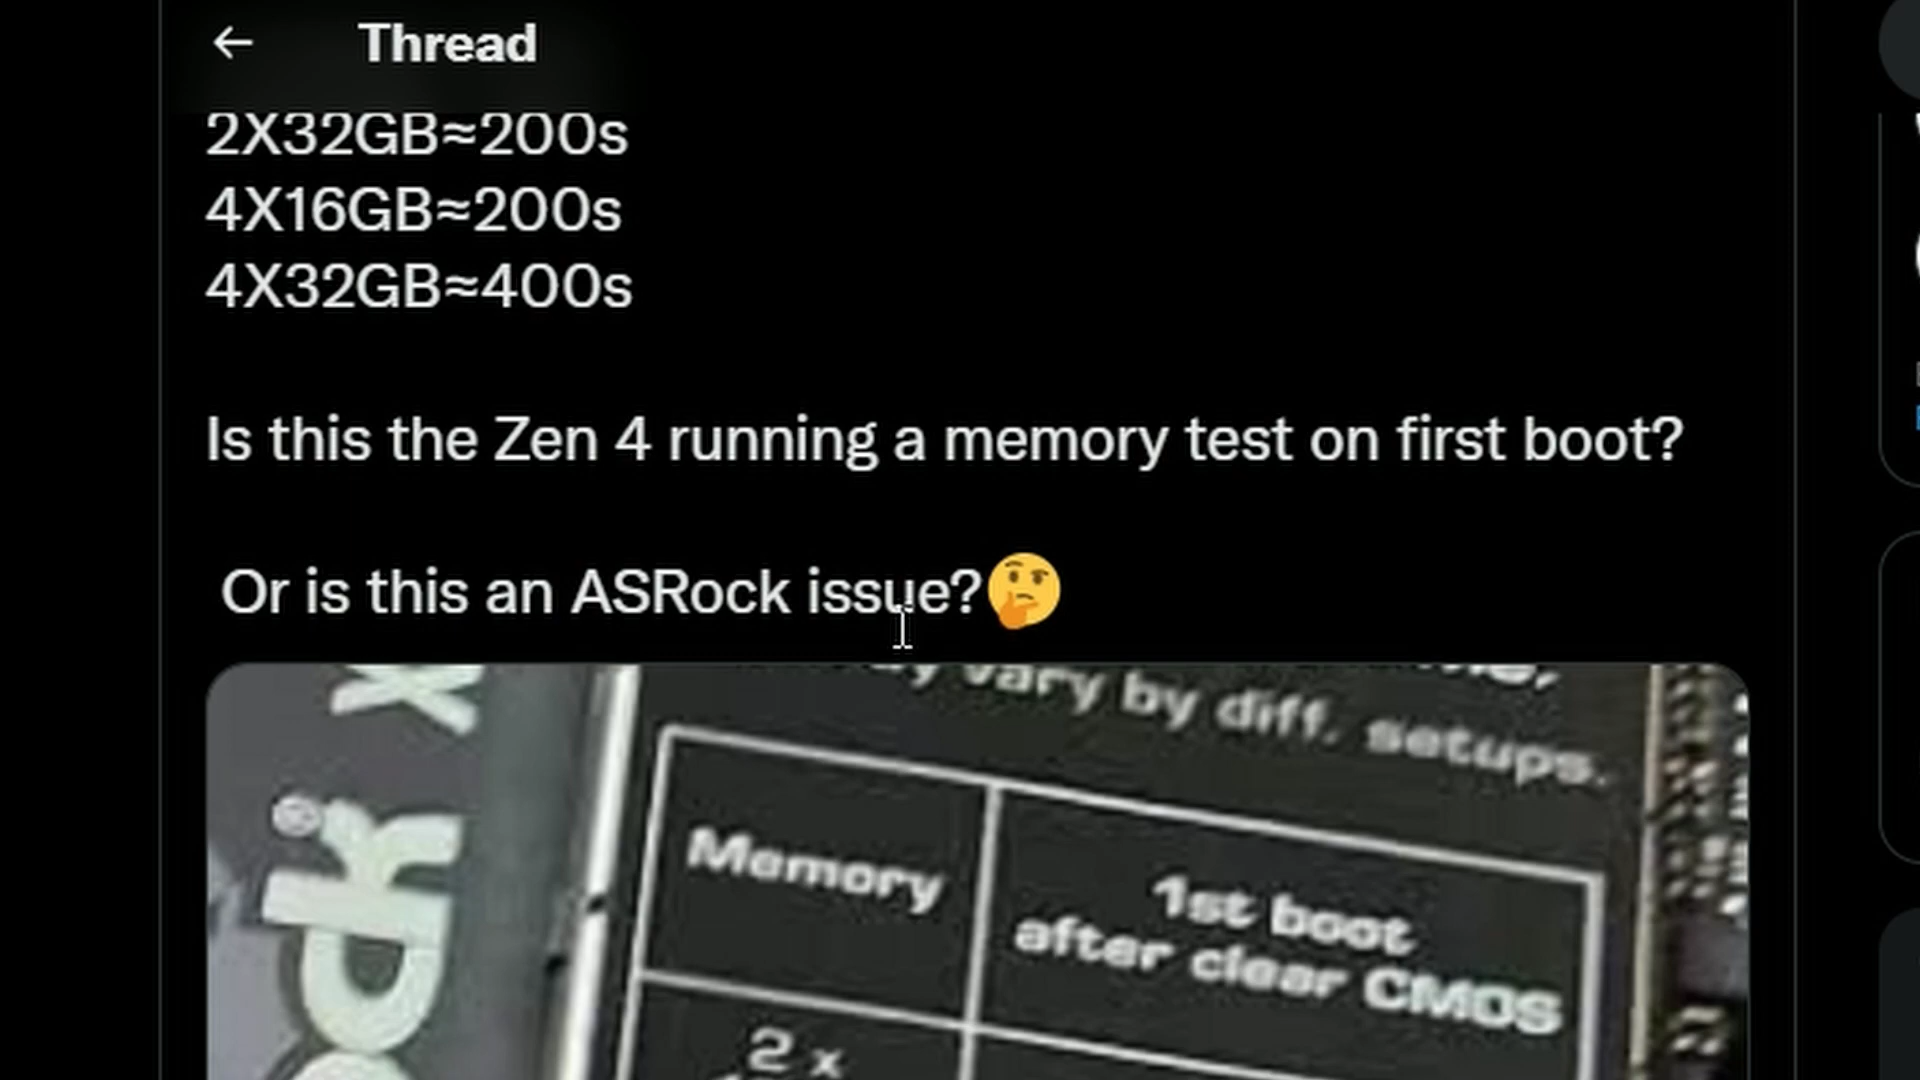 Thread
2X32GB≈200s
4X16GB≈200s
4X32GB≈400s
Is this the Zen 4 running a memory test on first boot?
Or is this an ASRock issue?🤔
vary by diff. setups.
Memory
1st boot
after clear CMOS
2 x